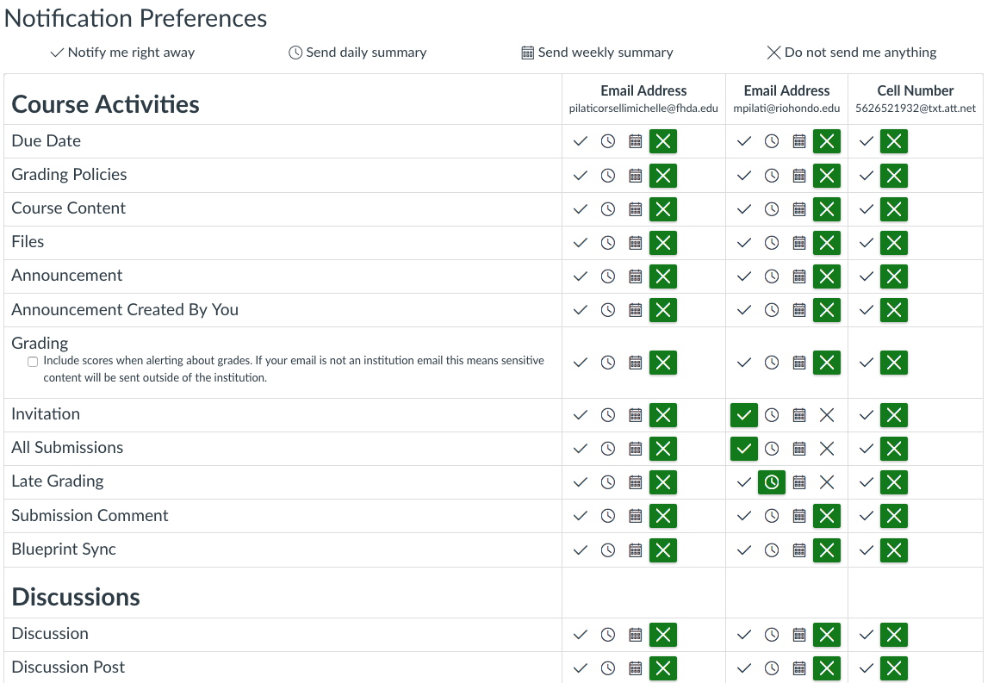 Notification Preferences
Notify me right away Send daily summary Send weekly summary Do not send me anything
Course Activities
Email Address Email Address Cell Number
pilaticorsellimichelle@fhda.edu mpilati@riohondo.edu 5626521932@txt.att.net
Due Date
Grading Policies
Course Content
Files
Announcement
Announcement Created By You
Grading
Include scores when alerting about grades. If your email is not an institution email this means sensitive
content will be sent outside of the institution.
Invitation
All Submissions
Late Grading
Submission Comment
Blueprint Sync
Discussions
Discussion
Discussion Post